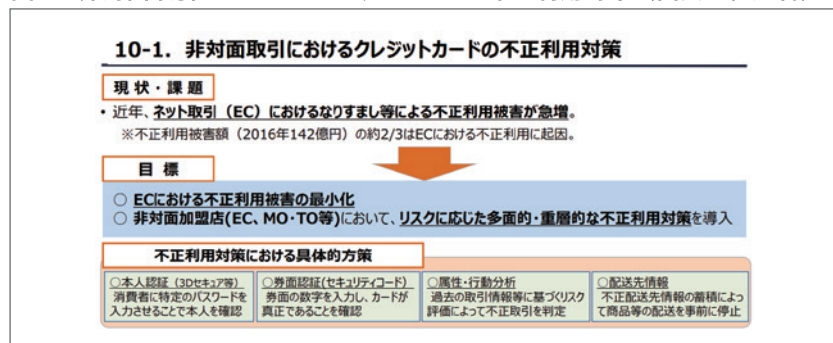 10-1. 非対面取引におけるクレジットカードの不正利用対策
現状・課題
・近年、ネット取引（EC）におけるなりすまし等による不正利用被害が急増。
※不正利用被害額（2016年142億円）の約2/3はECにおける不正利用に起因。
目標
○ ECにおける不正利用被害の最小化
○ 非対面加盟店(EC、MO・TO等)において、リスクに応じた多面的・重層的な不正利用対策を導入
不正利用対策における具体的方策
○本人認証（3Dセキュア等）
消費者に特定のパスワードを
入力させることで本人を確認
○券面認証(セキュリティコード)
券面の数字を入力し、カードが
真正であることを確認
○属性・行動分析
過去の取引情報等に基づくリスク
評価によって不正取引を判定
○配送先情報
不正配送先情報の蓄積によっ
て商品等の配送を事前に停止